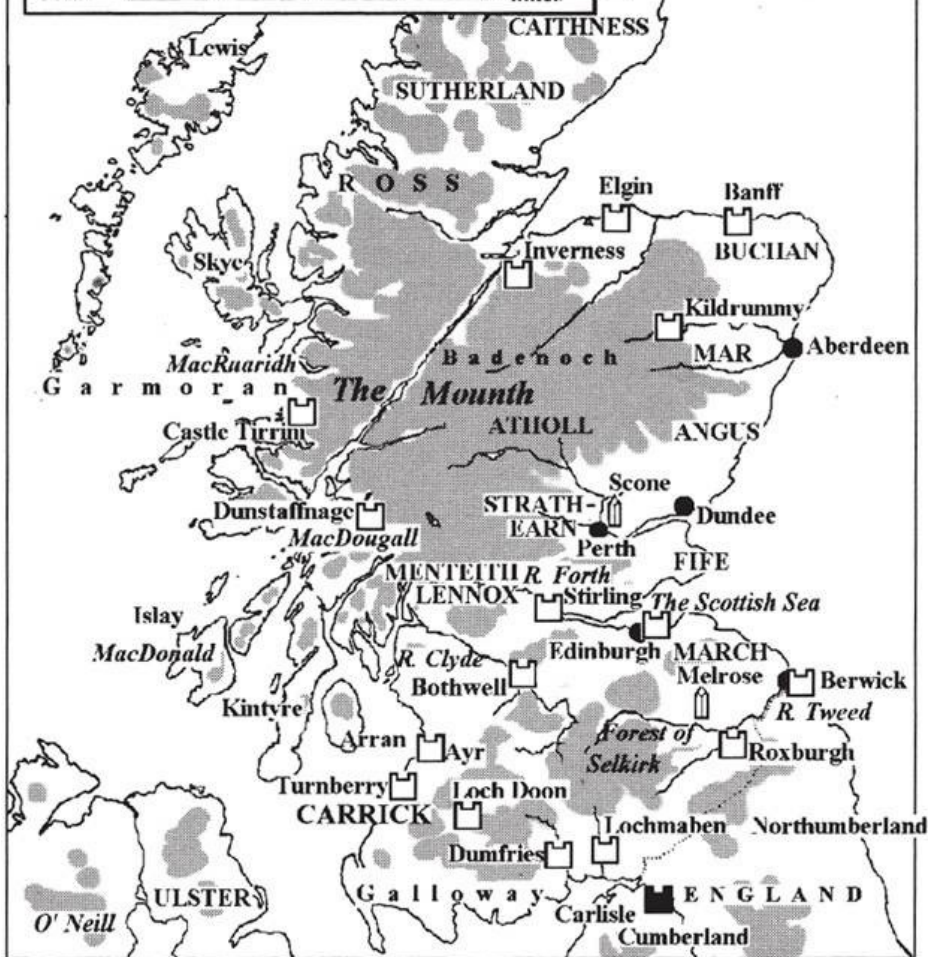 CAITHNESS
Lewis
SUTHERLAND
R O S S
Elgin
Banff
BUCHAN
Inverness
Skye
Kildrummy
MacRuaridh
Badenoch
MAR
Aberdeen
Garmoran
The Mounth
Castle Tirrim
ATHOLL
ANGUS
Scone
Dunstaffnage
STRATH-
EARN
Dundee
MacDougall
Perth
FIFE
MENTEITH
R. Forth
LENNOX
Stirling
The Scottish Sea
Islay
MacDonald
R. Clyde
Edinburgh
MARCH
Bothwell
Melrose
Berwick
Kintyre
R. Tweed
Arran
Ayr
Forest of
Selkirk
Roxburgh
Turnberry
Loch Doon
CARRICK
Lochmaben
Northumberland
Dumfries
ULSTER
Galloway
ENGLAND
O' Neill
Carlisle
Cumberland